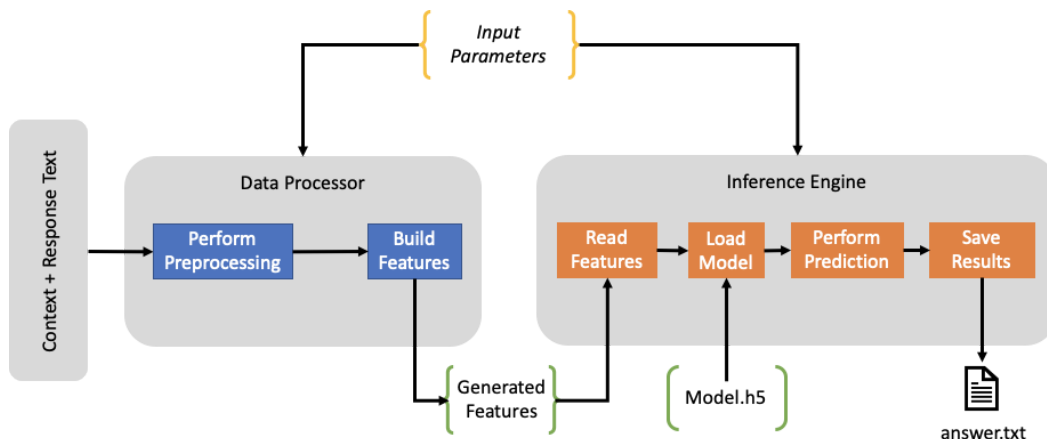 Input
Parameters
Context + Response Text
Data Processor
Perform
Preprocessing
Build
Features
Generated
Features
Inference Engine
Read
Features
Load
Model
Perform
Prediction
Save
Results
Model.h5
answer.txt